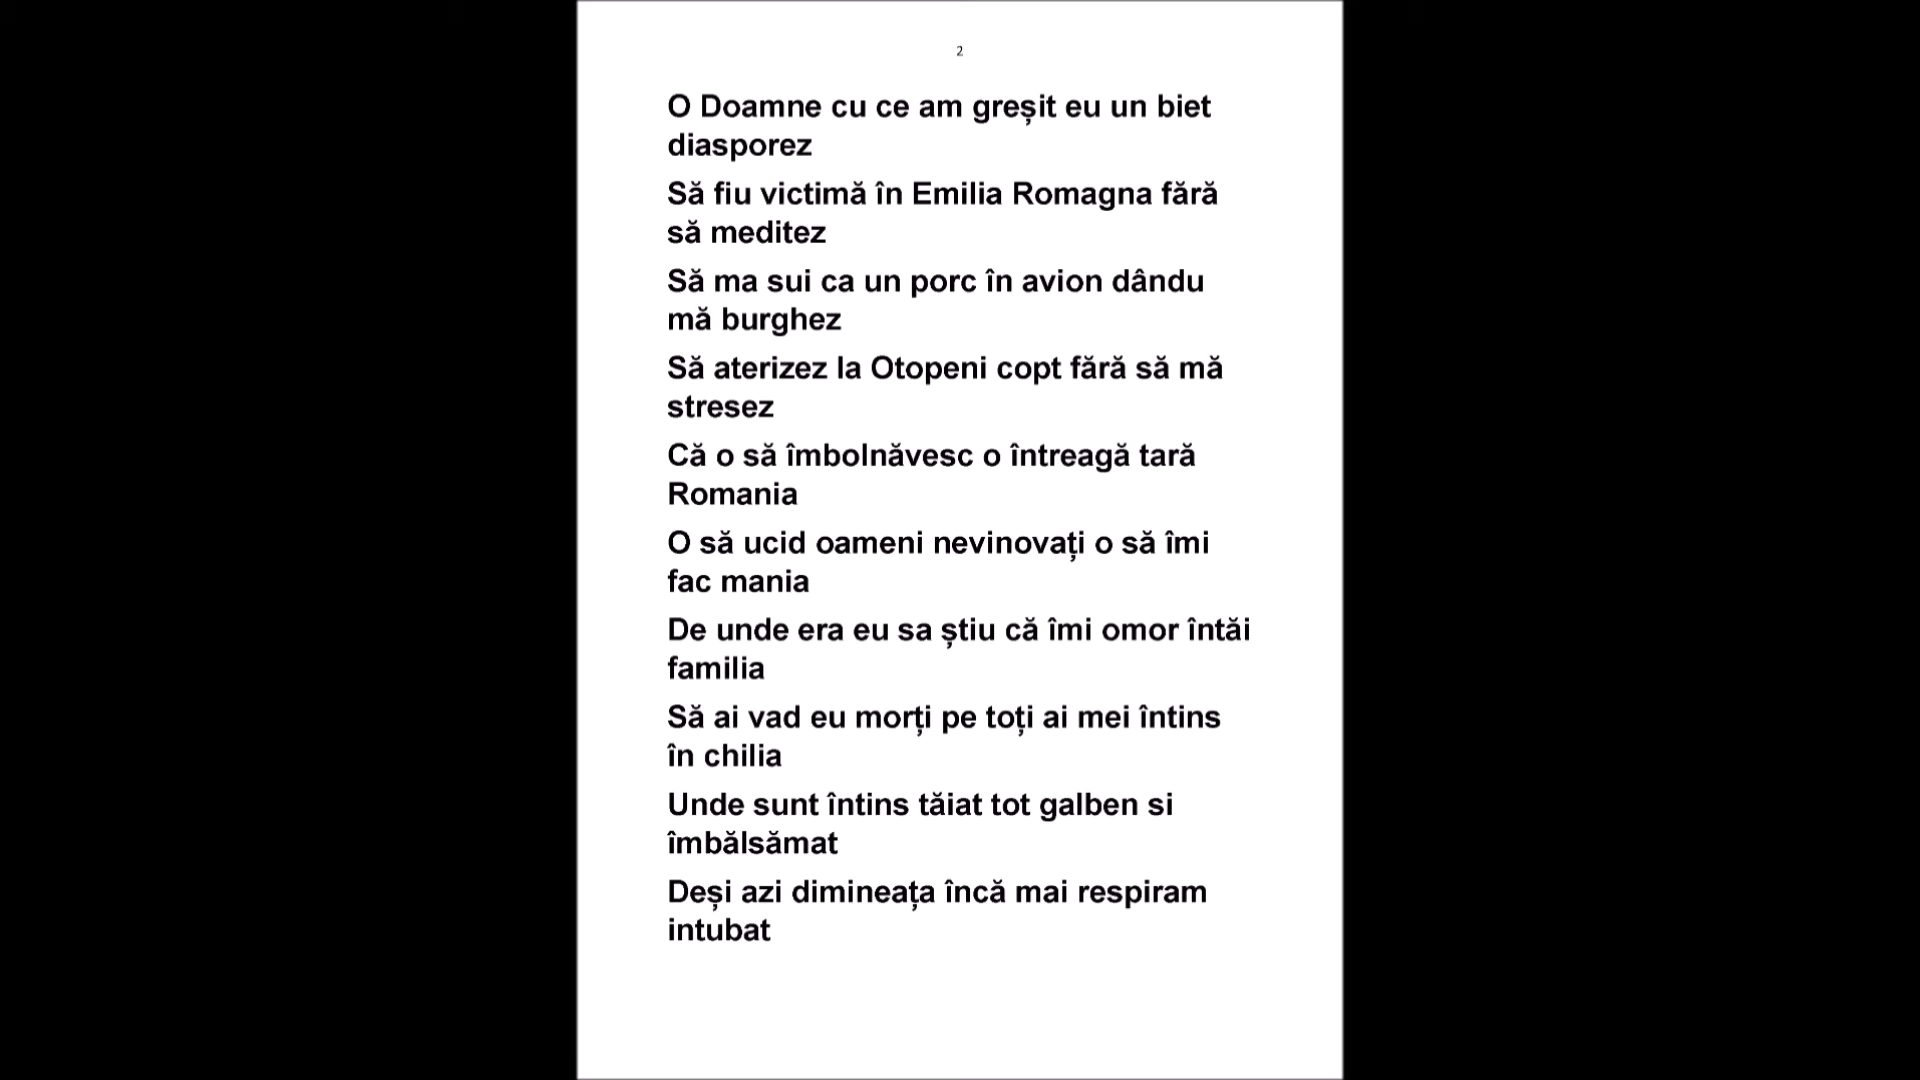 2
O Doamne cu ce am greșit eu un biet
diasporez
Să fiu victimă în Emilia Romagna fără
să meditez
Să ma sui ca un porc în avion dându
mă burghez
Să aterizez la Otopeni copt fără să mă
stresez
Că o să îmbolnăvesc o întreagă tară
Romania
O să ucid oameni nevinovați o să îmi
fac mania
De unde era eu sa știu că îmi omor întăi
familia
Să ai vad eu morți pe toți ai mei întins
în chilia
Unde sunt întins tăiat tot galben si
îmbălsămat
Deși azi dimineața încă mai respiram
intubat